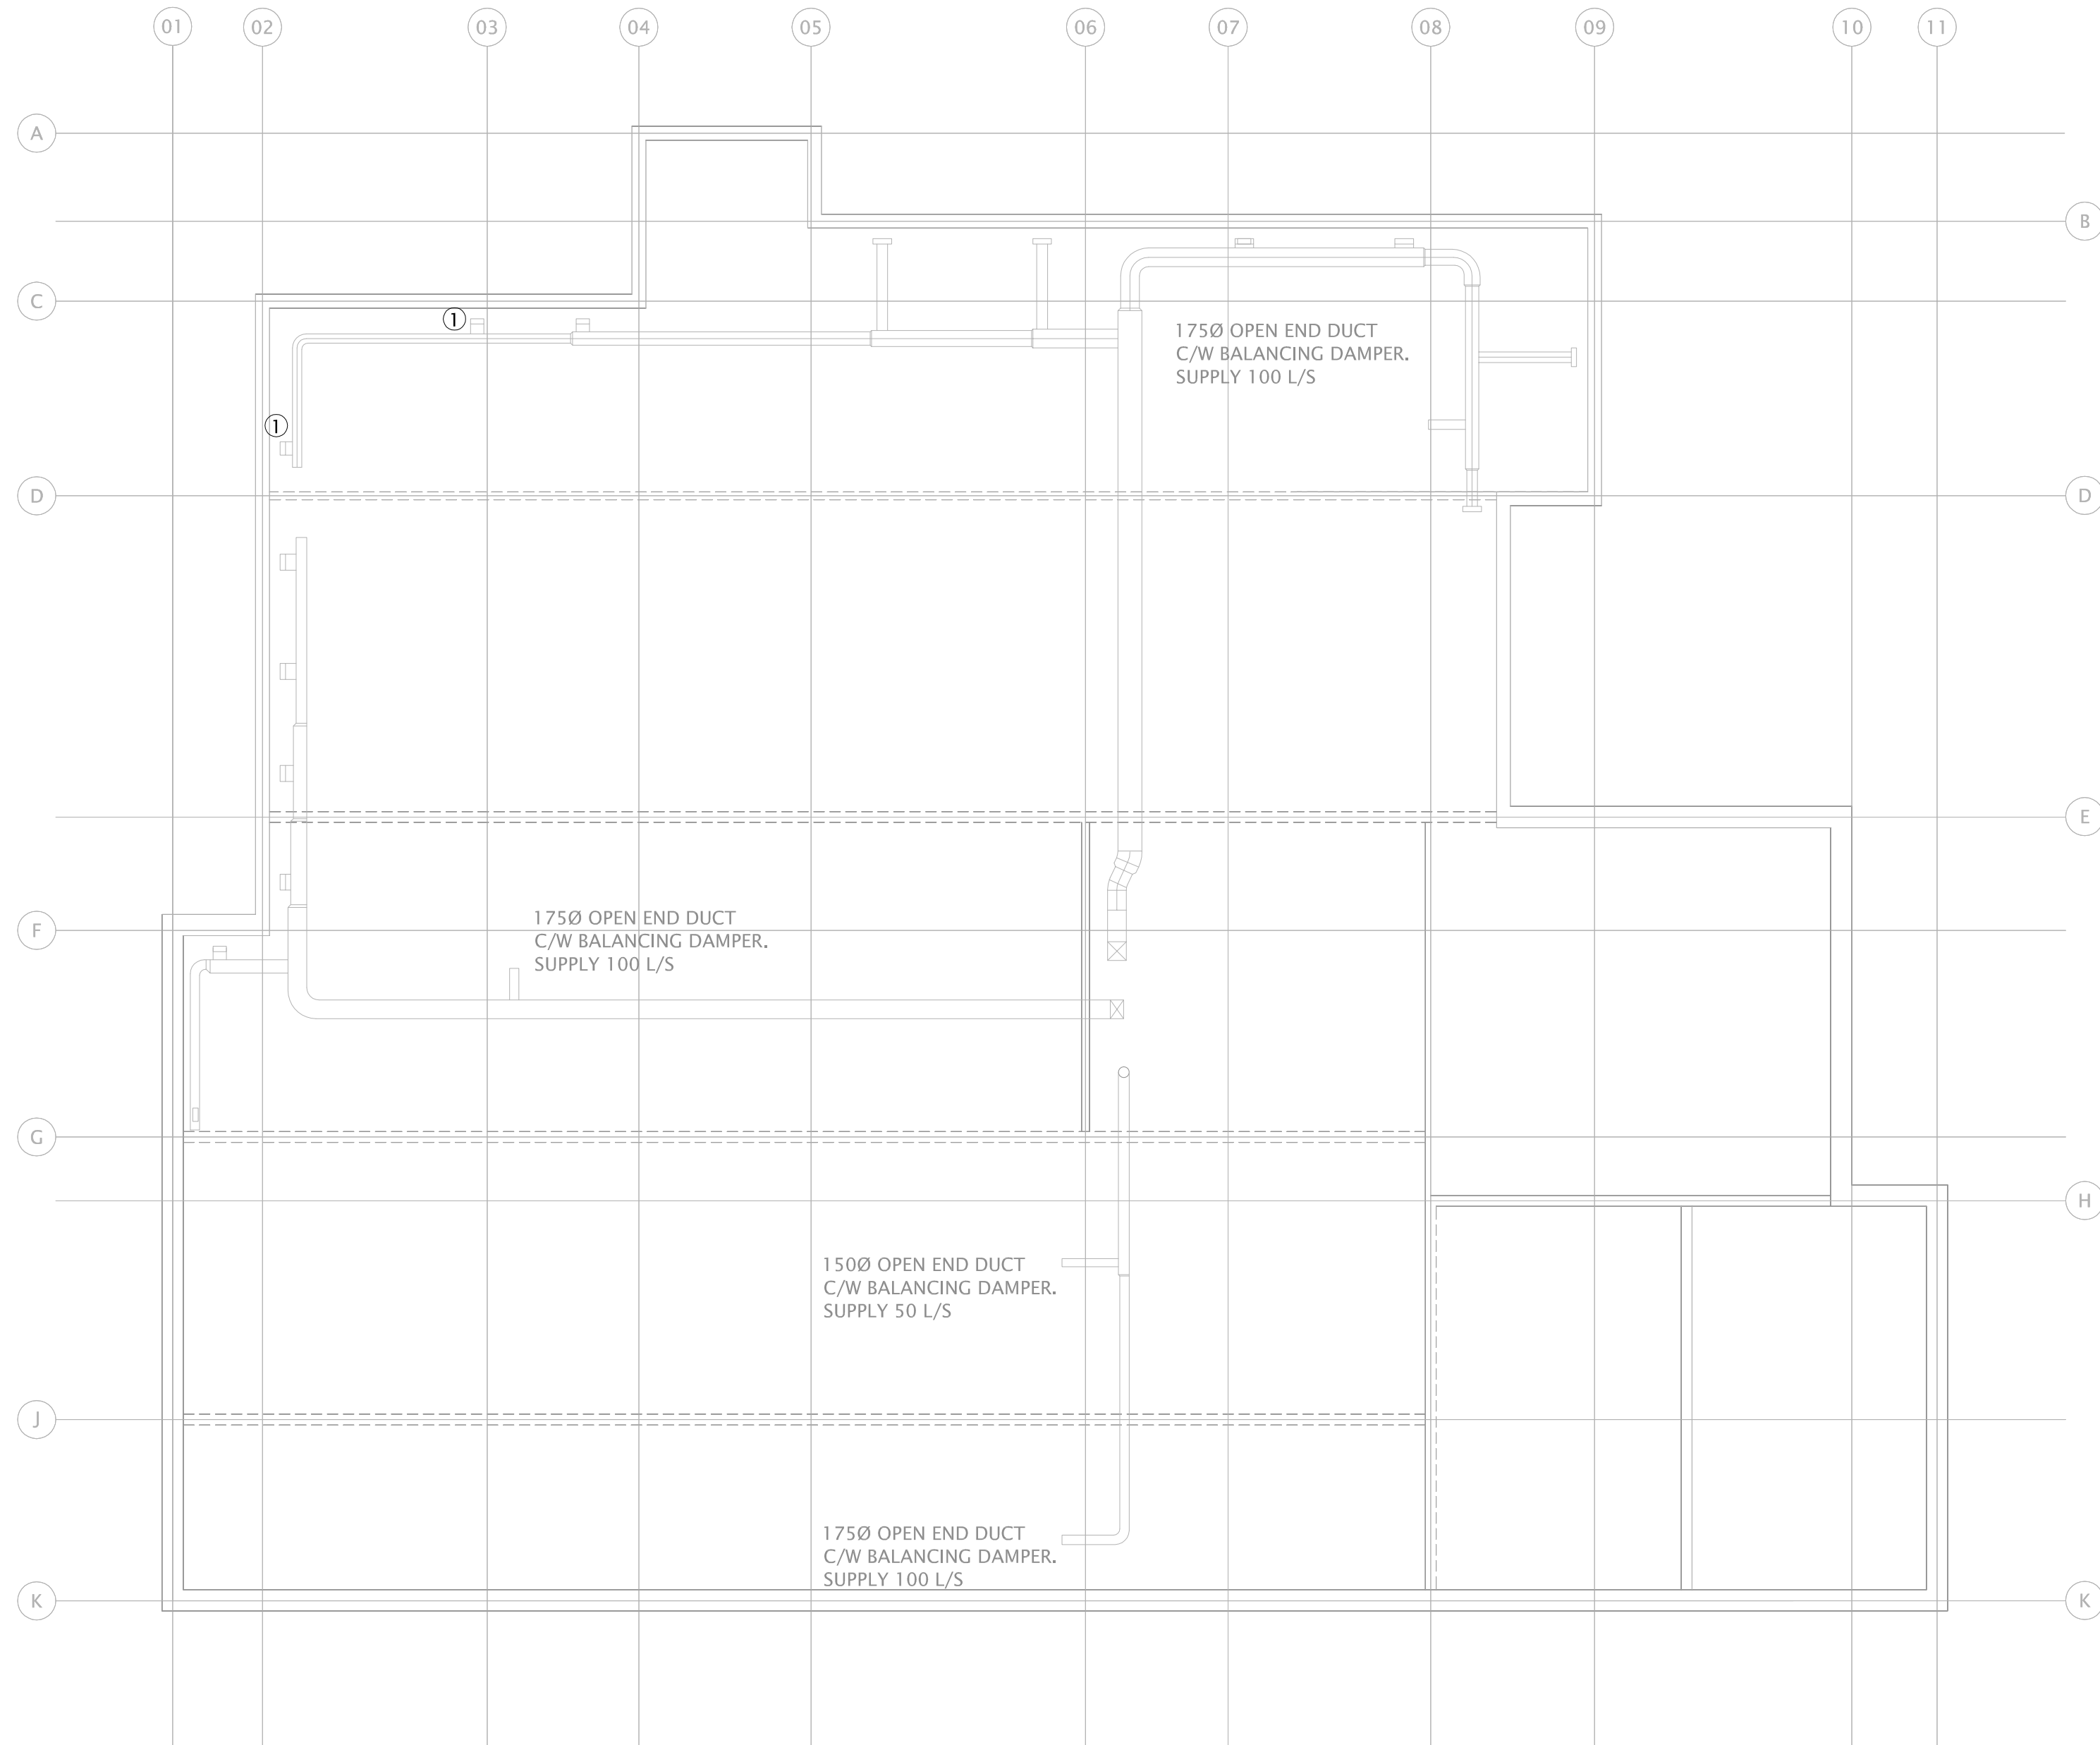 01 02 03 04 05 06 07 08 09 10 11
A
B
C
①
175Ø OPEN END DUCT
C/W BALANCING DAMPER.
SUPPLY 100 L/S
①
D D
E
175Ø OPEN END DUCT
C/W BALANCING DAMPER.
SUPPLY 100 L/S
F
G
H
150Ø OPEN END DUCT
C/W BALANCING DAMPER.
SUPPLY 50 L/S
J
175Ø OPEN END DUCT
C/W BALANCING DAMPER.
SUPPLY 100 L/S
K K